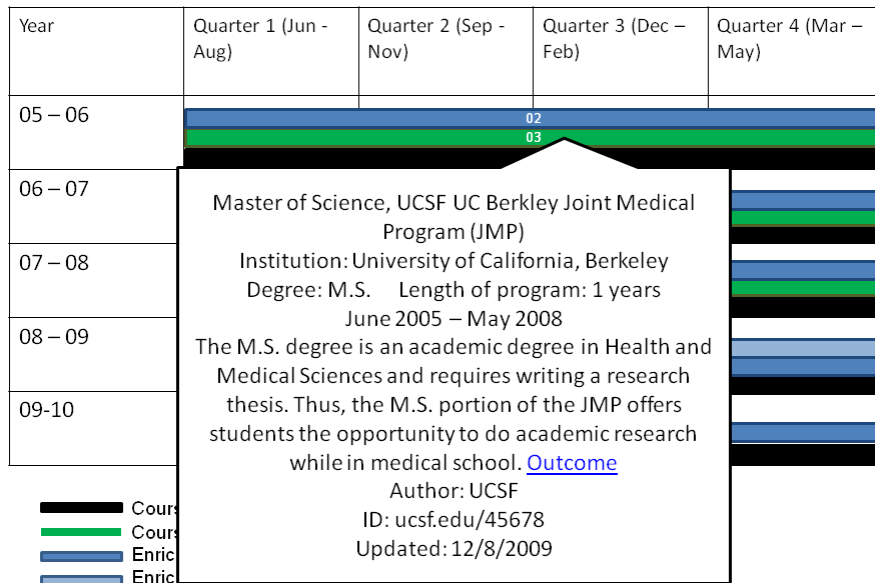 Year
Quarter 1 (Jun - Aug)
Quarter 2 (Sep - Nov)
Quarter 3 (Dec – Feb)
Quarter 4 (Mar – May)
05 – 06
02
03
06 – 07
07 – 08
08 – 09
09-10
Master of Science, UCSF UC Berkley Joint Medical
Program (JMP)
Institution: University of California, Berkeley
Degree: M.S. Length of program: 1 years
June 2005 – May 2008
The M.S. degree is an academic degree in Health and
Medical Sciences and requires writing a research
thesis. Thus, the M.S. portion of the JMP offers
students the opportunity to do academic research
while in medical school. Outcome
Author: UCSF
ID: ucsf.edu/45678
Updated: 12/8/2009